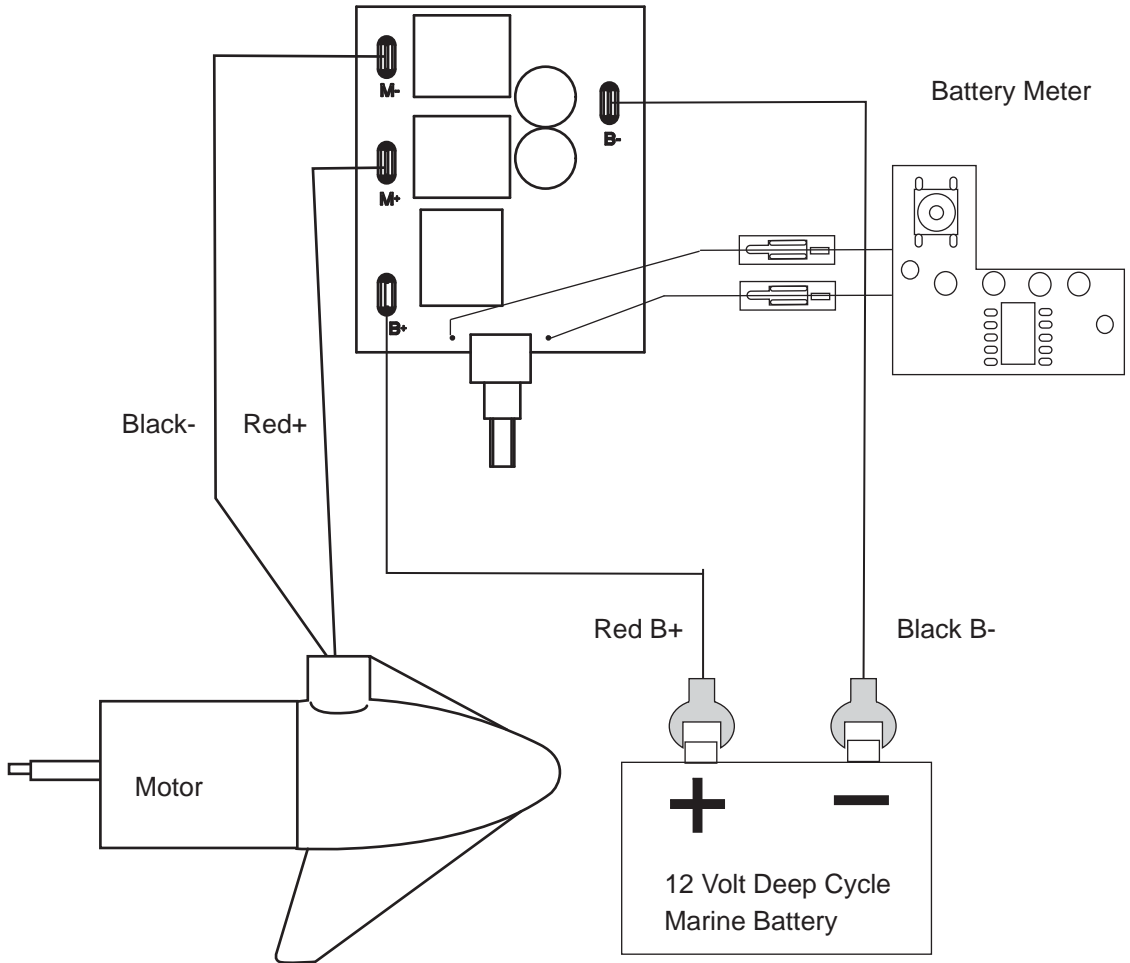 M-
B-
Battery Meter
M+
B+
Black-
Red+
Red B+
Black B-
Motor
+
-
12 Volt Deep Cycle
Marine Battery